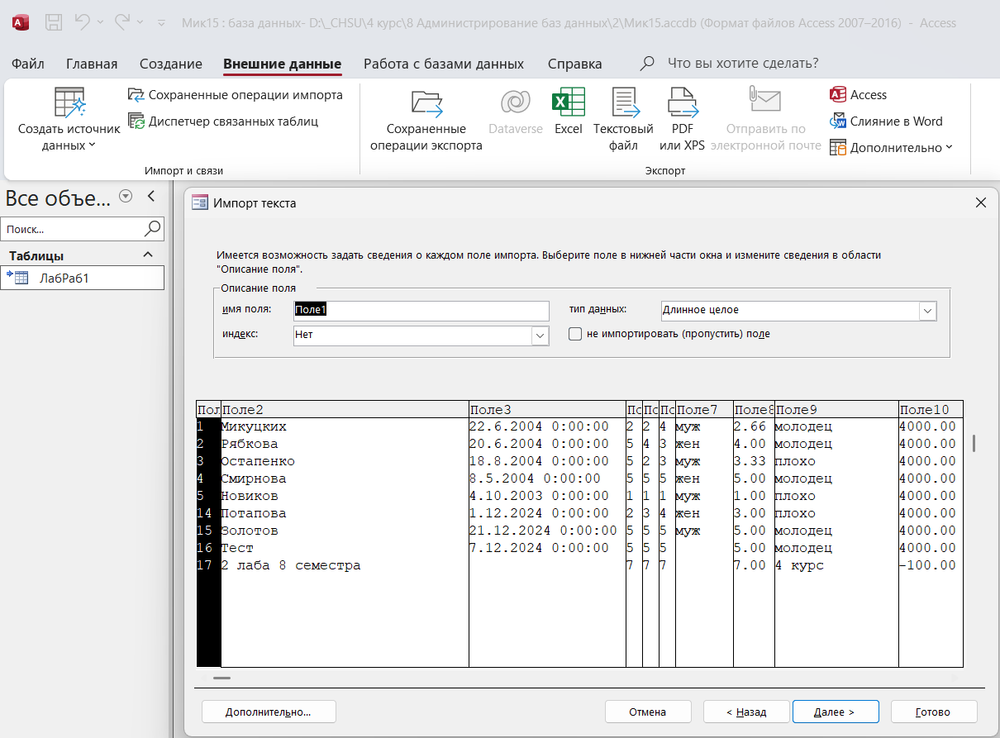 Мик15 : база данных- D:\_CHSU\4 курс\8 Администрирование баз данных\2\Мик15.accdb (Формат файлов Access 2007–2016) - Access
Файл Главная Создание Внешние данные Работа с базами данных Справка Что вы хотите сделать?
Создать источник данных
Сохраненные операции импорта
Диспетчер связанных таблиц
Импорт и связи
Сохраненные операции экспорта
Dataverse
Excel
Текстовый файл
PDF или XPS
Отправить по электронной почте
Access
Слияние в Word
Дополнительно
Экспорт
Все объе...
Поиск...
Таблицы
ЛабРаб1
Импорт текста
Имеется возможность задать сведения о каждом поле импорта. Выберите поле в нижней части окна и измените сведения в области
"Описание поля".
Описание поля
имя поля: Поле1 тип данных: Длинное целое
индекс: Нет не импортировать (пропустить) поле
Пол Поле2 Поле3 По По По Поле7 Поле8 Поле9 Поле10
1 Микуцких 22.6.2004 0:00:00 2 2 4 муж 2.66 молодец 4000.00
2 Рябкова 20.6.2004 0:00:00 5 4 3 жен 4.00 молодец 4000.00
3 Остапенко 18.8.2004 0:00:00 5 2 3 муж 3.33 плохо 4000.00
4 Смирнова 8.5.2004 0:00:00 5 5 5 жен 5.00 молодец 4000.00
5 Новиков 4.10.2003 0:00:00 1 1 1 муж 1.00 плохо 4000.00
14 Потапова 1.12.2024 0:00:00 2 3 4 жен 3.00 плохо 4000.00
15 Золотов 21.12.2024 0:00:00 5 5 5 муж 5.00 молодец 4000.00
16 Тест 7.12.2024 0:00:00 5 5 5 5.00 молодец 4000.00
17 2 лаба 8 семестра 7 7 7 7.00 4 курс -100.00
Дополнительно... Отмена < Назад Далее > Готово